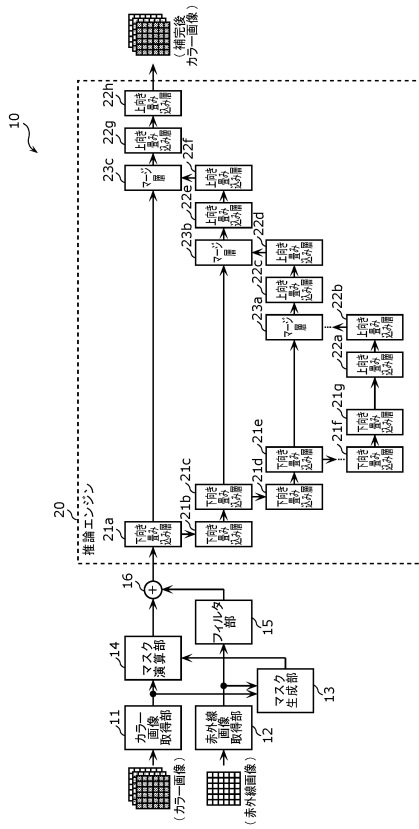 10
20
推論エンジン
(カラー画像)
11
カラー
画像
取得部
14
マスク
演算部
16
+
(赤外線画像)
12
赤外線
画像
取得部
15
フィルタ
部
13
マスク
生成部
21a
下向き
畳み
込み層
21b
下向き
畳み
込み層
21c
下向き
畳み
込み層
21d
下向き
畳み
込み層
21e
下向き
畳み
込み層
21f
下向き
畳み
込み層
21g
下向き
畳み
込み層
22a
上向き
畳み
込み層
22b
上向き
畳み
込み層
23a
マージ
層
22c
上向き
畳み
込み層
22d
上向き
畳み
込み層
23b
マージ
層
22e
上向き
畳み
込み層
22f
上向き
畳み
込み層
23c
マージ
層
22g
上向き
畳み
込み層
22h
上向き
畳み
込み層
(補完後
カラー画像)